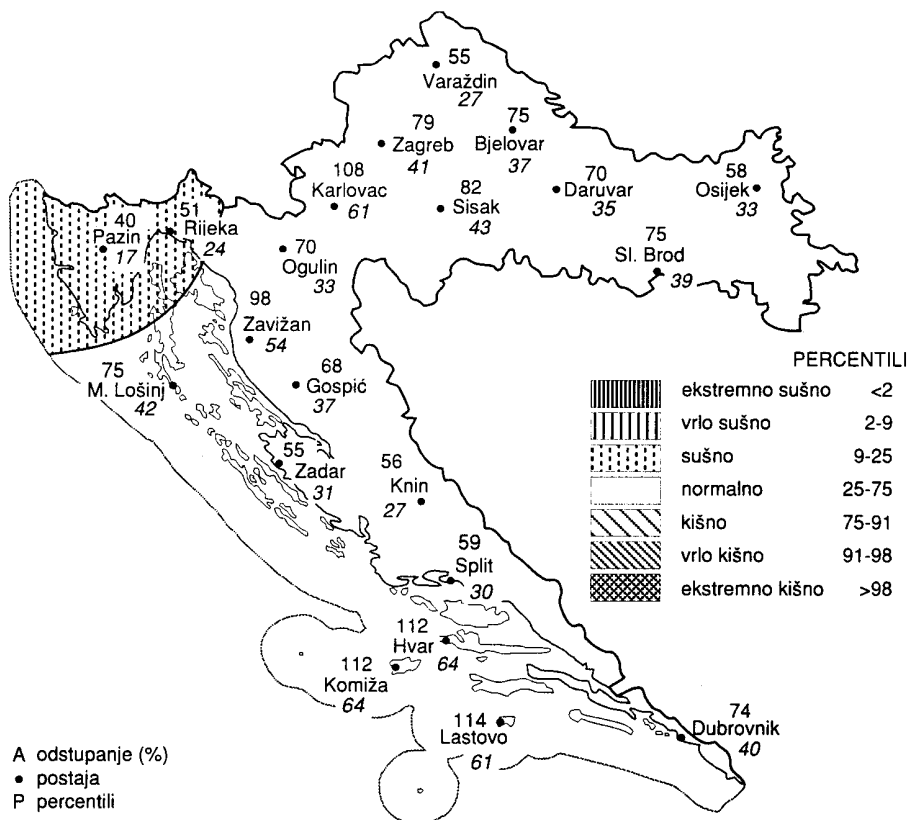 55
Varaždin
27
79
Zagreb
41
75
Bjelovar
37
108
Karlovac
61
82
Sisak
43
70
Daruvar
35
58
Osijek
33
40
Pazin
17
51
Rijeka
24
70
Ogulin
33
75
Sl. Brod
39
98
Zavižan
54
75
M. Lošinj
42
68
Gospić
37
55
Zadar
31
56
Knin
27
59
Split
30
112
Hvar
64
112
Komiža
64
114
Lastovo
61
74
Dubrovnik
40
PERCENTILI
ekstremno sušno <2
vrlo sušno 2-9
sušno 9-25
normalno 25-75
kišno 75-91
vrlo kišno 91-98
ekstremno kišno >98
A odstupanje (%)
• postaja
P percentili